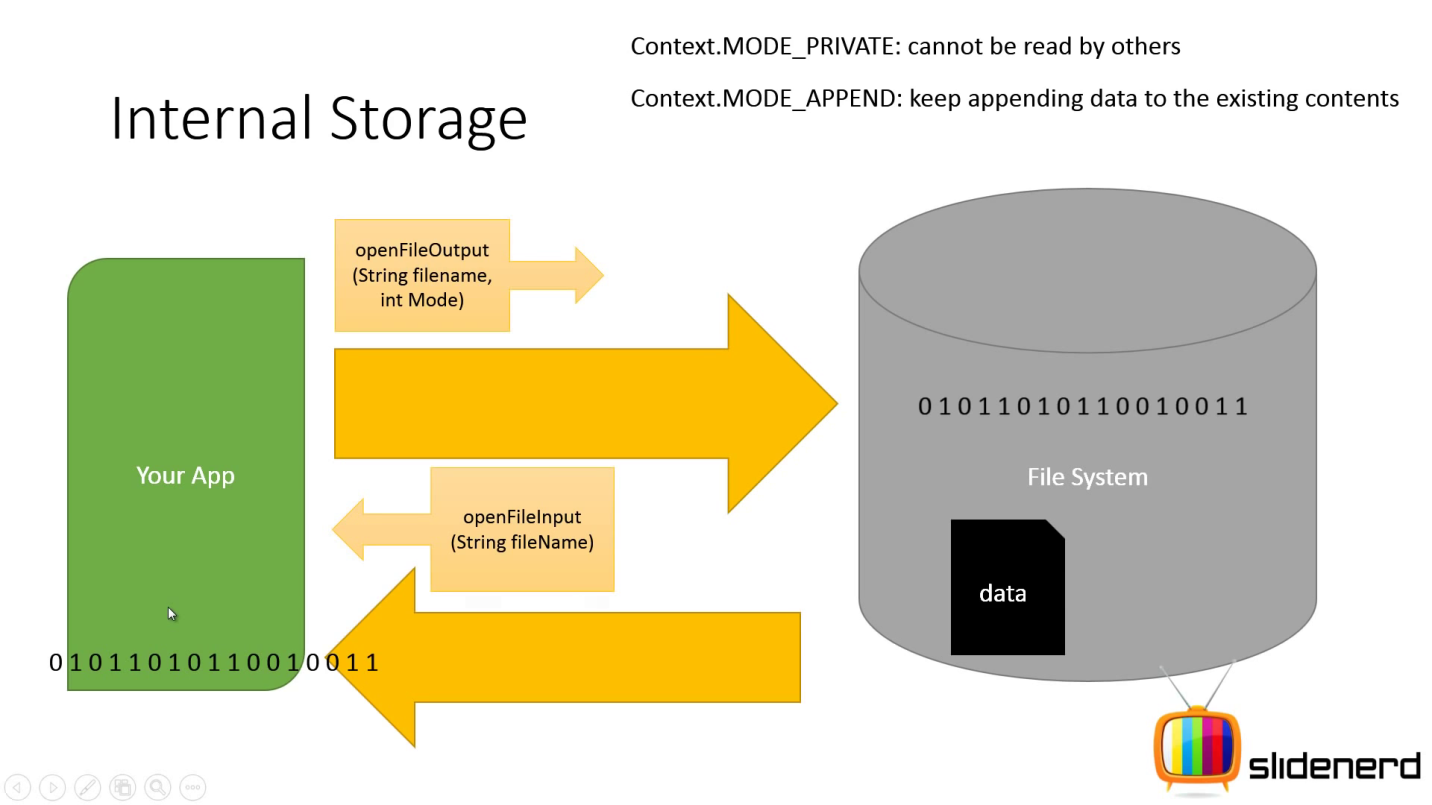 Context.MODE_PRIVATE: cannot be read by others
Context.MODE_APPEND: keep appending data to the existing contents
Internal Storage
openFileOutput
(String filename,
int Mode)
0 1 0 1 1 0 1 0 1 1 0 0 1 0 0 1 1
Your App
File System
openFileInput
(String fileName)
data
0 1 0 1 1 0 1 0 1 1 0 0 1 0 0 1 1
slidenerd